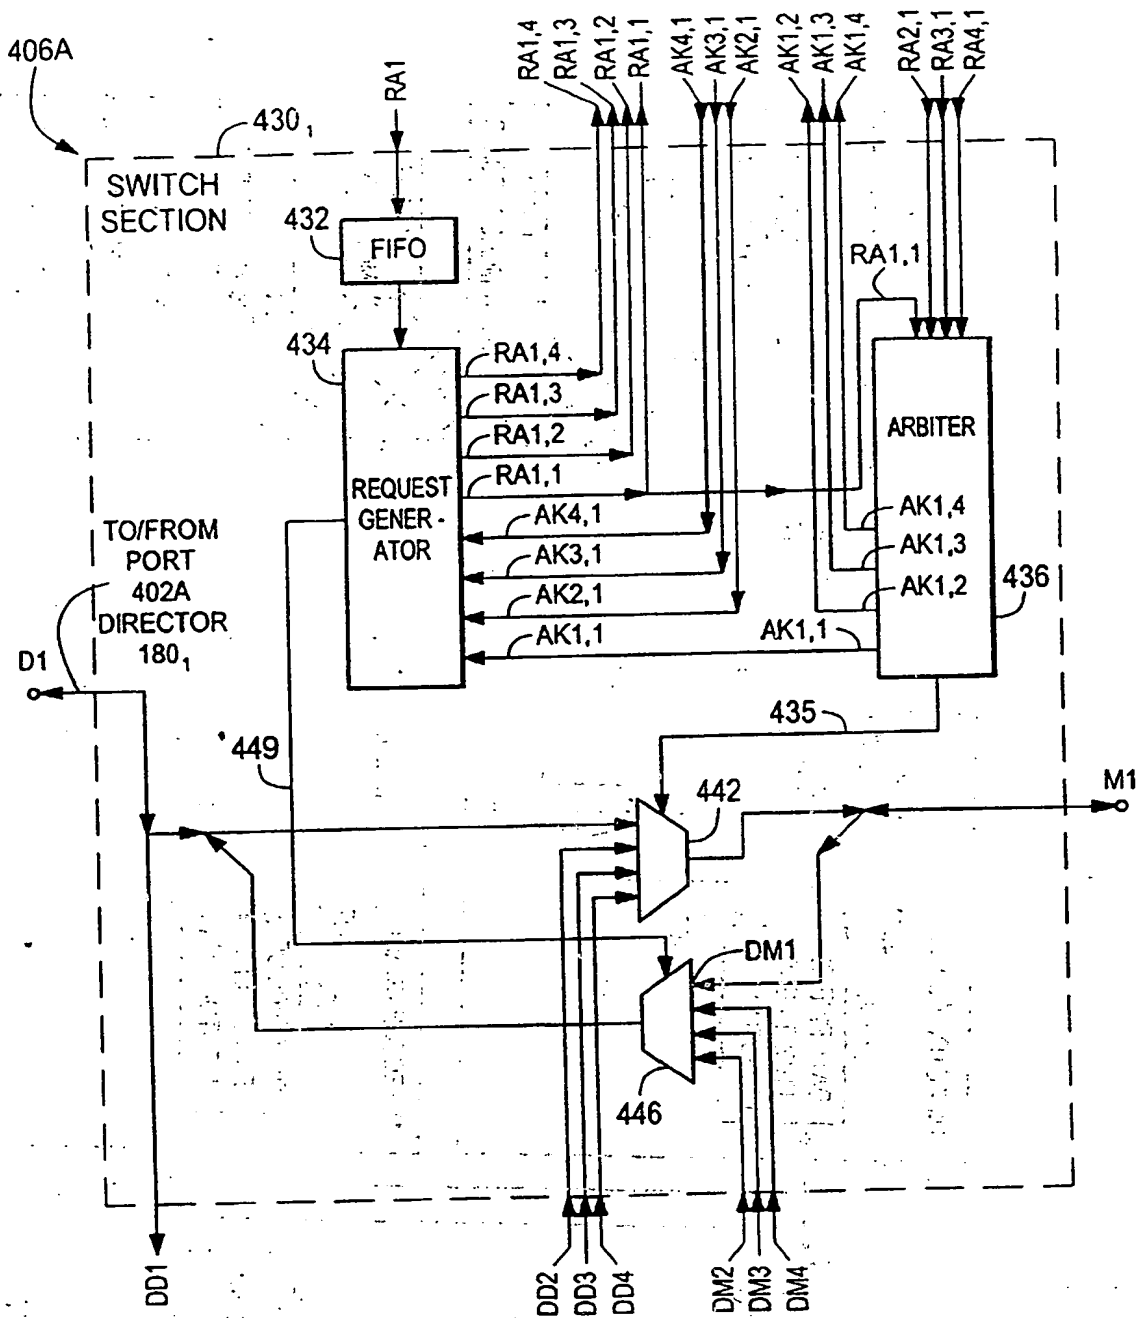 406A
RA1
RA1,4
RA1,3
RA1,2
RA1,1
AK4,1
AK3,1
AK2,1
AK1,2
AK1,3
AK1,4
RA2,1
RA3,1
RA4,1
430₁
SWITCH
SECTION
432
FIFO
RA1,1
434
RA1,4
RA1,3
RA1,2
RA1,1
REQUEST
GENER-
ATOR
AK4,1
AK3,1
AK2,1
AK1,1
ARBITER
AK1,4
AK1,3
AK1,2
AK1,1
436
TO/FROM
PORT
402A
DIRECTOR
180₁
D1
435
449
442
M1
DM1
446
DD1
DD2
DD3
DD4
DM2
DM3
DM4